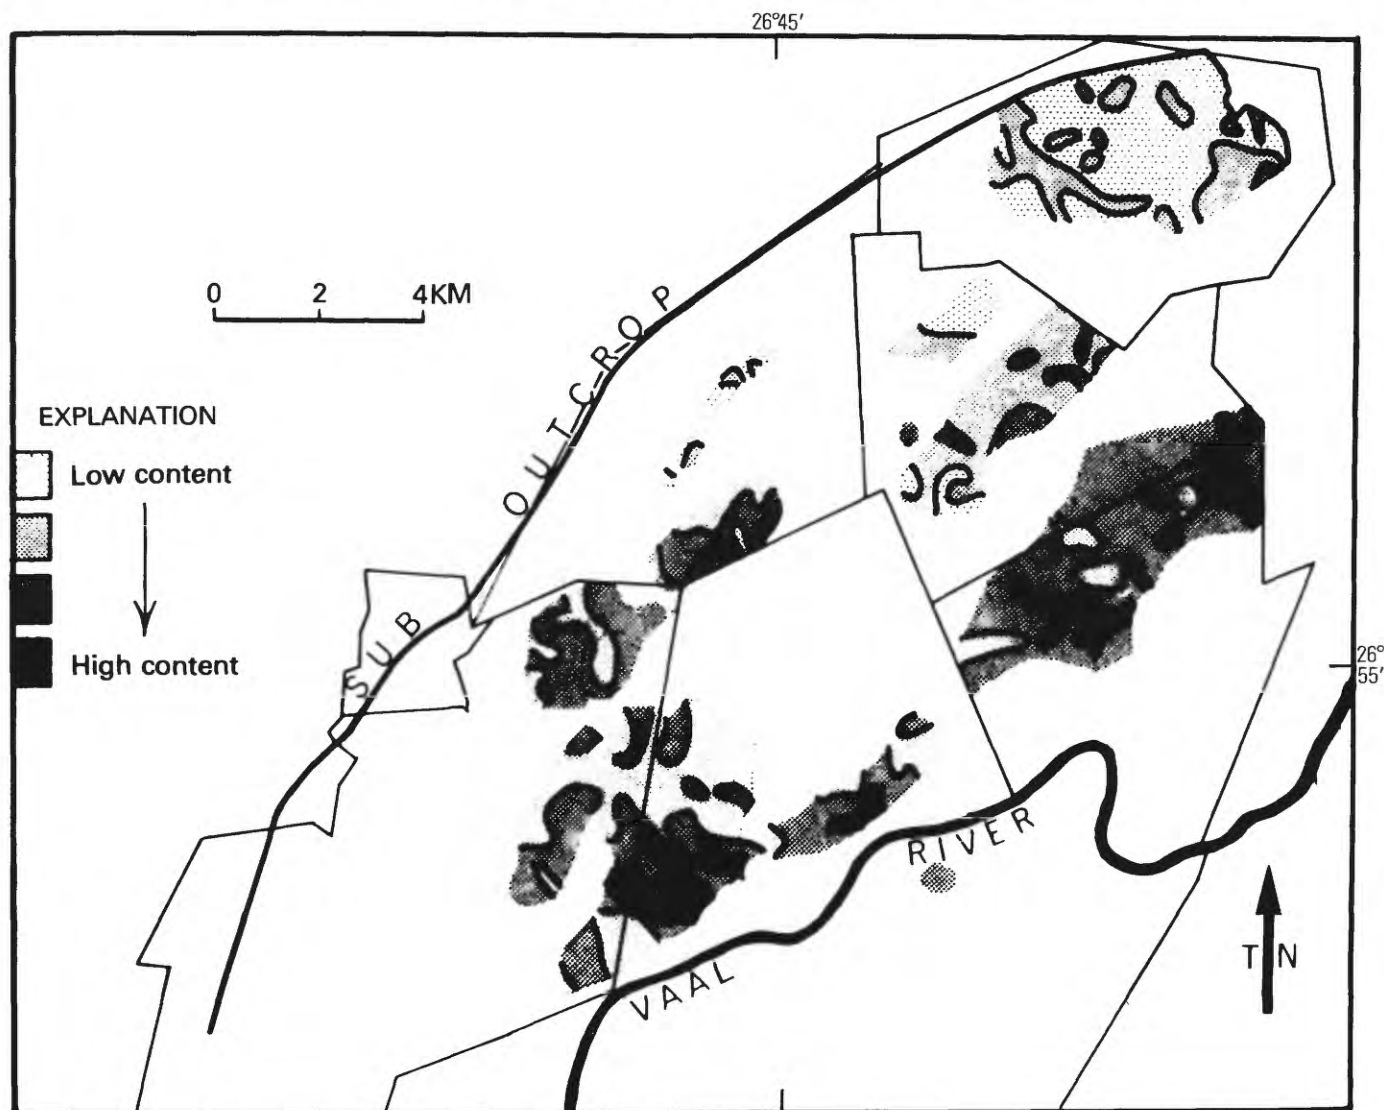 26°45'
0 2 4KM
SUB OUTCROP
EXPLANATION
Low content
High content
26°
55'
VAAL RIVER
TN